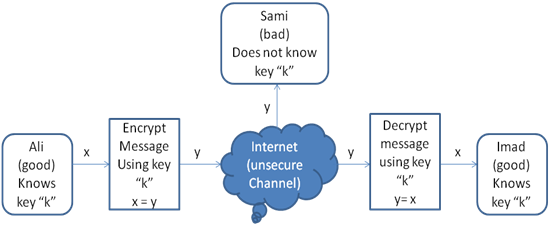 Sami
(bad)
Does not know
key “k”
y
Ali
(good)
Knows
key “k”
x
Encrypt
Message
Using key
“k”
x = y
y
Internet
(unsecure
Channel)
y
Decrypt
message
using key
“k”
y= x
x
Imad
(good)
Knows
key “k”